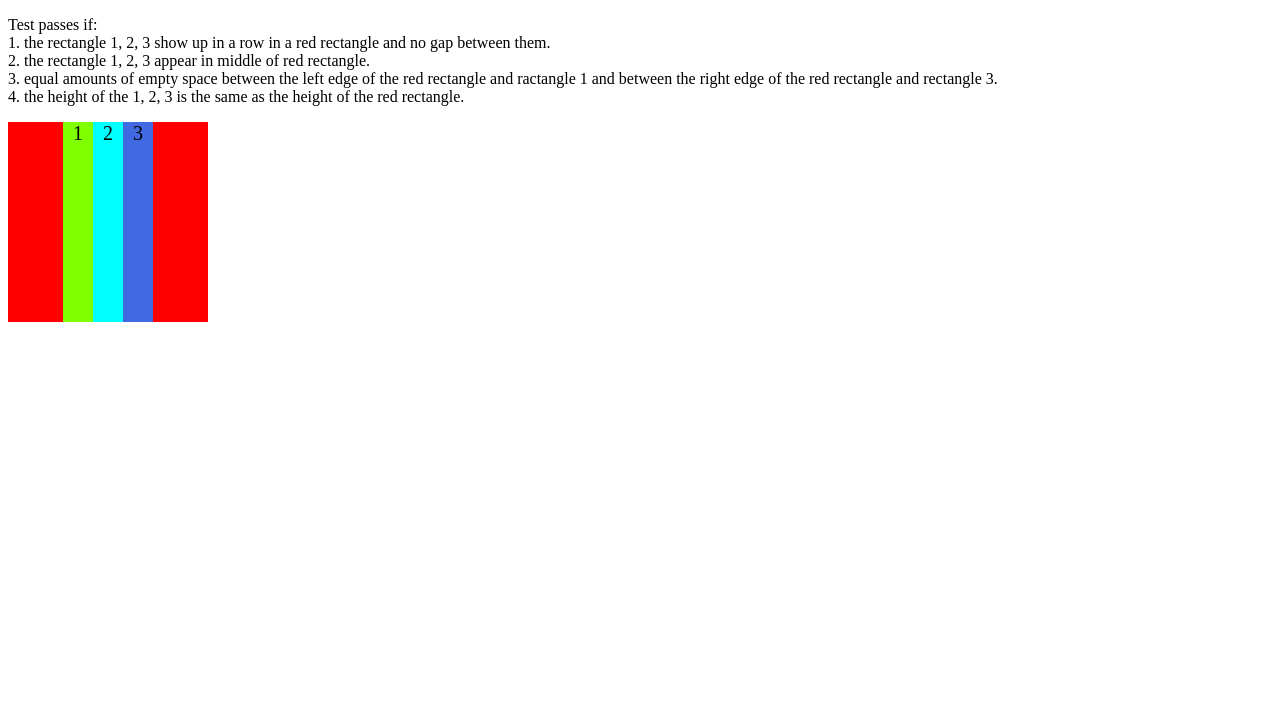 Test passes if:
1. the rectangle 1, 2, 3 show up in a row in a red rectangle and no gap between them.
2. the rectangle 1, 2, 3 appear in middle of red rectangle.
3. equal amounts of empty space between the left edge of the red rectangle and ractangle 1 and between the right edge of the red rectangle and rectangle 3.
4. the height of the 1, 2, 3 is the same as the height of the red rectangle.
1 2 3